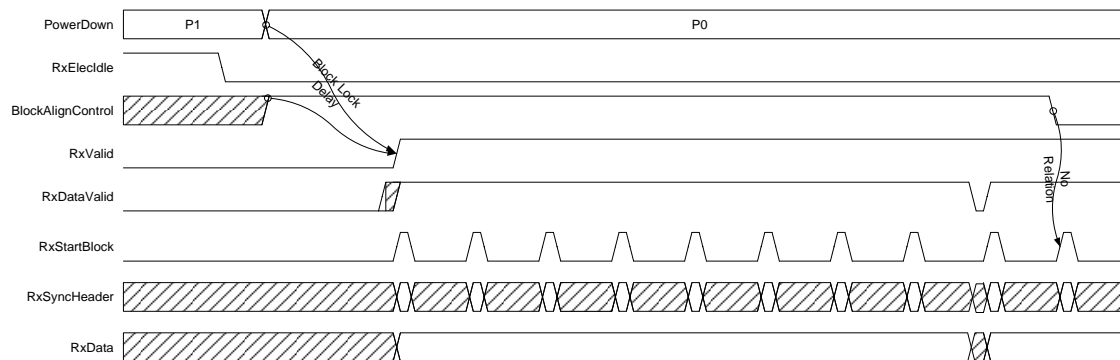 PowerDown
P1
P0
RxElecIdle
Block Lock
Delay
BlockAlignControl
RxValid
No
Relation
RxDataValid
RxStartBlock
RxSyncHeader
RxData